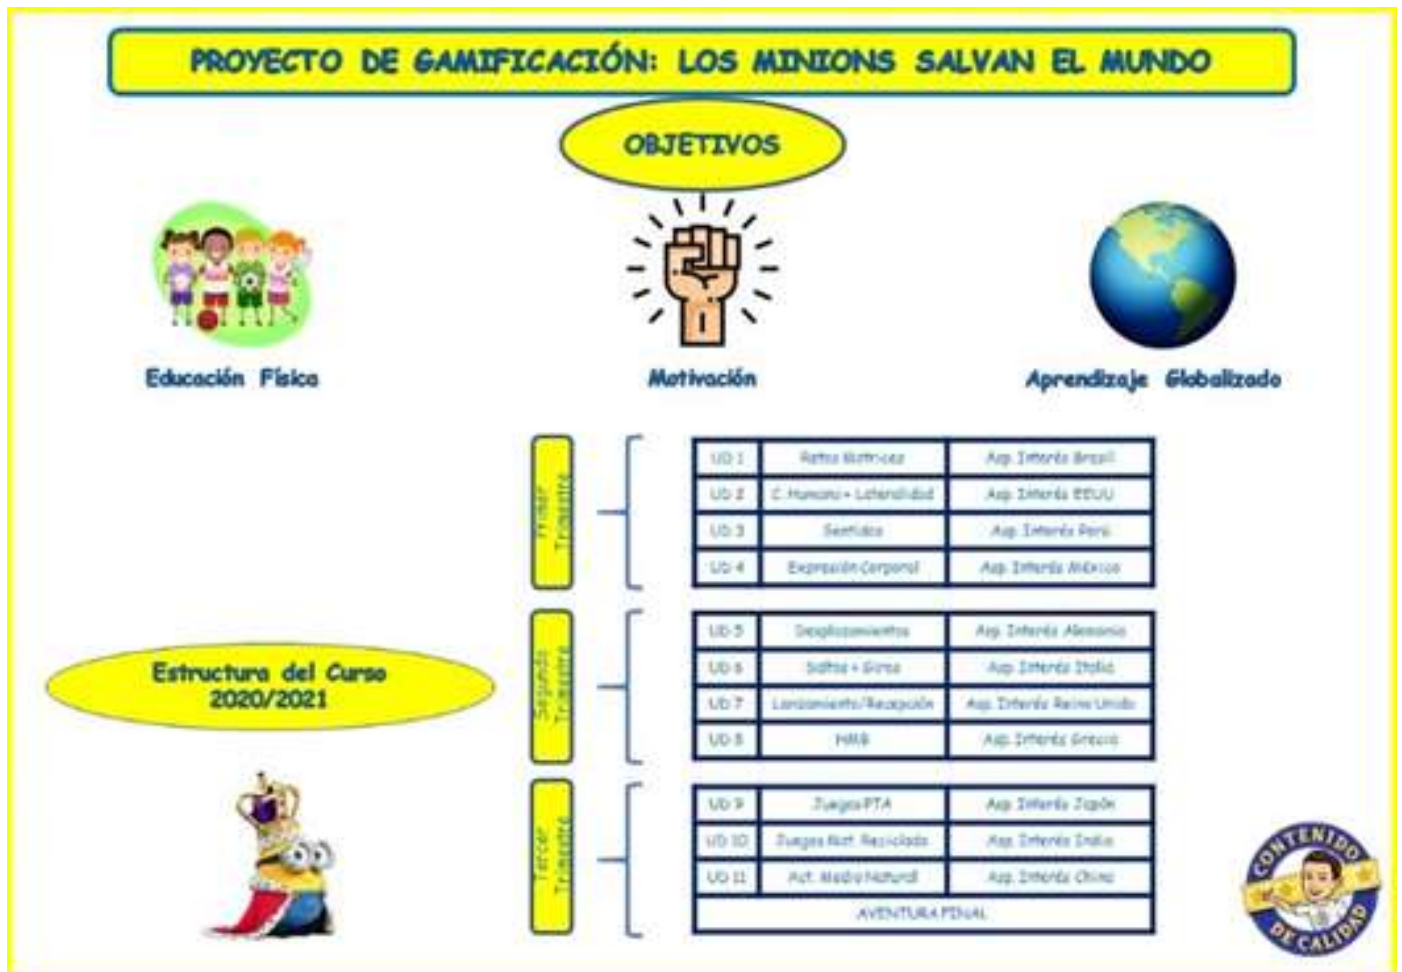 PROYECTO DE GAMIFICACIÓN: LOS MINIONS SALVAN EL MUNDO
OBJETIVOS
Educación Física
Motivación
Aprendizaje Globalizado
Estructura del Curso
2020/2021
Primer
Trimestre
UD 1 Retos Motrices Asp. Interés Brasil
UD 2 C. Humano + Lateralidad Asp. Interés EEUU
UD 3 Sentidos Asp. Interés Perú
UD 4 Expresión Corporal Asp. Interés México
Segundo
Trimestre
UD 5 Desplazamientos Asp. Interés Alemania
UD 6 Saltos + Giros Asp. Interés Italia
UD 7 Lanzamiento/Recepción Asp. Interés Reino Unido
UD 8 HMB Asp. Interés Grecia
Tercer
Trimestre
UD 9 Juegos PTA Asp. Interés Japón
UD 10 Juegos Mat. Reciclado Asp. Interés India
UD 11 Act. Medio Natural Asp. Interés China
AVENTURA FINAL
CONTENIDO
DE CALIDAD